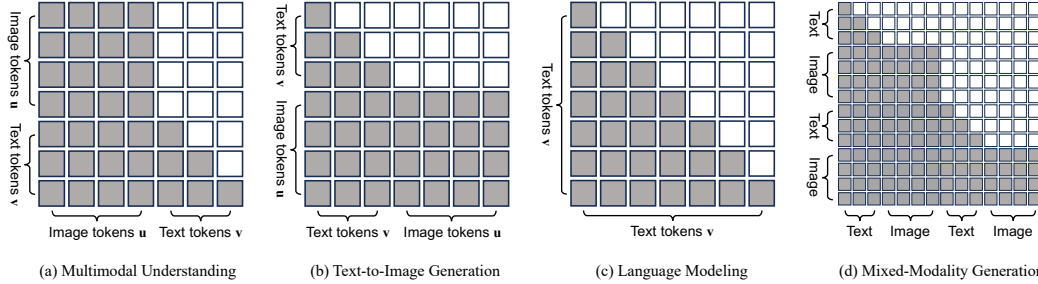 Image tokens u
Text tokens v
Image tokens u
Text tokens v
(a) Multimodal Understanding
Text tokens v
Image tokens u
Text tokens v
Image tokens u
(b) Text-to-Image Generation
Text tokens v
Text tokens v
(c) Language Modeling
Text
Image
Text
Image
Text
Image
Text
Image
(d) Mixed-Modality Generation